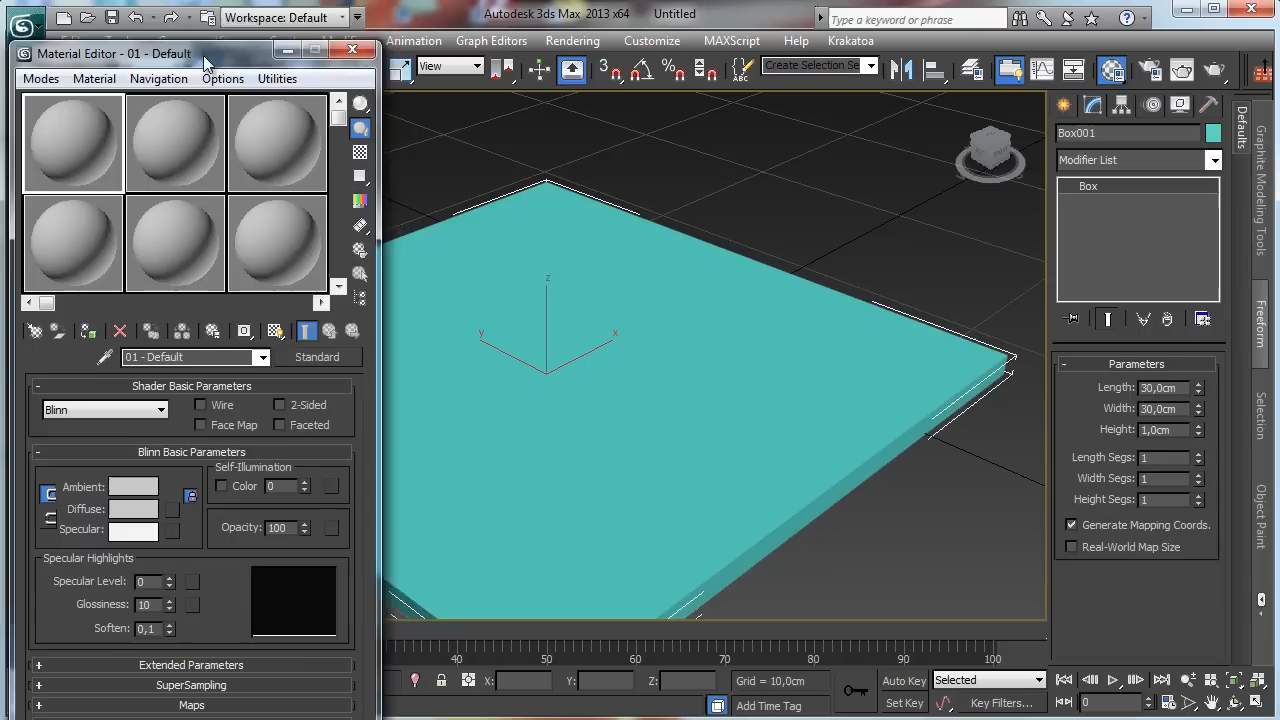 Workspace: Default
Autodesk 3ds Max 2013 x64 Untitled
Type a keyword or phrase
Material Editor - 01 - Default
Animation Graph Editors Rendering Customize MAXScript Help Krakatoa
View
Create Selection Se
Modes Material Navigation Options Utilities
01 - Default
Standard
Shader Basic Parameters
Blinn
Wire
2-Sided
Face Map
Faceted
Blinn Basic Parameters
Self-Illumination
Ambient:
Color 0
Diffuse:
Specular:
Opacity: 100
Specular Highlights
Specular Level: 0
Glossiness: 10
Soften: 0,1
Extended Parameters
SuperSampling
Maps
z
y
x
Box001
Modifier List
Box
Parameters
Length: 30,0cm
Width: 30,0cm
Height: 1,0cm
Length Segs: 1
Width Segs: 1
Height Segs: 1
Generate Mapping Coords.
Real-World Map Size
Defaults
Graphite Modeling Tools
Freeform
Selection
Object Paint
40 50 60 70 80 90 100
X:
Y:
Z:
Grid = 10,0cm
Add Time Tag
Auto Key
Selected
Set Key
Key Filters...
0